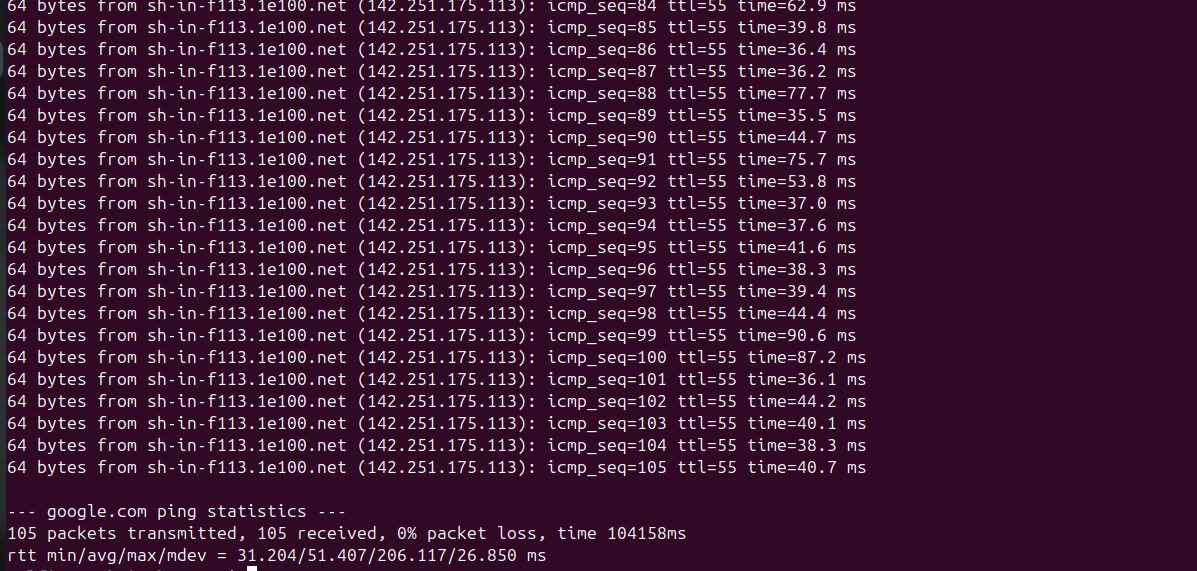 64 bytes from sh-in-f113.1e100.net (142.251.175.113): icmp_seq=84 ttl=55 time=62.9 ms
64 bytes from sh-in-f113.1e100.net (142.251.175.113): icmp_seq=85 ttl=55 time=39.8 ms
64 bytes from sh-in-f113.1e100.net (142.251.175.113): icmp_seq=86 ttl=55 time=36.4 ms
64 bytes from sh-in-f113.1e100.net (142.251.175.113): icmp_seq=87 ttl=55 time=36.2 ms
64 bytes from sh-in-f113.1e100.net (142.251.175.113): icmp_seq=88 ttl=55 time=77.7 ms
64 bytes from sh-in-f113.1e100.net (142.251.175.113): icmp_seq=89 ttl=55 time=35.5 ms
64 bytes from sh-in-f113.1e100.net (142.251.175.113): icmp_seq=90 ttl=55 time=44.7 ms
64 bytes from sh-in-f113.1e100.net (142.251.175.113): icmp_seq=91 ttl=55 time=75.7 ms
64 bytes from sh-in-f113.1e100.net (142.251.175.113): icmp_seq=92 ttl=55 time=53.8 ms
64 bytes from sh-in-f113.1e100.net (142.251.175.113): icmp_seq=93 ttl=55 time=37.0 ms
64 bytes from sh-in-f113.1e100.net (142.251.175.113): icmp_seq=94 ttl=55 time=37.6 ms
64 bytes from sh-in-f113.1e100.net (142.251.175.113): icmp_seq=95 ttl=55 time=41.6 ms
64 bytes from sh-in-f113.1e100.net (142.251.175.113): icmp_seq=96 ttl=55 time=38.3 ms
64 bytes from sh-in-f113.1e100.net (142.251.175.113): icmp_seq=97 ttl=55 time=39.4 ms
64 bytes from sh-in-f113.1e100.net (142.251.175.113): icmp_seq=98 ttl=55 time=44.4 ms
64 bytes from sh-in-f113.1e100.net (142.251.175.113): icmp_seq=99 ttl=55 time=90.6 ms
64 bytes from sh-in-f113.1e100.net (142.251.175.113): icmp_seq=100 ttl=55 time=87.2 ms
64 bytes from sh-in-f113.1e100.net (142.251.175.113): icmp_seq=101 ttl=55 time=36.1 ms
64 bytes from sh-in-f113.1e100.net (142.251.175.113): icmp_seq=102 ttl=55 time=44.2 ms
64 bytes from sh-in-f113.1e100.net (142.251.175.113): icmp_seq=103 ttl=55 time=40.1 ms
64 bytes from sh-in-f113.1e100.net (142.251.175.113): icmp_seq=104 ttl=55 time=38.3 ms
64 bytes from sh-in-f113.1e100.net (142.251.175.113): icmp_seq=105 ttl=55 time=40.7 ms
--- google.com ping statistics ---
105 packets transmitted, 105 received, 0% packet loss, time 104158ms
rtt min/avg/max/mdev = 31.204/51.407/206.117/26.850 ms